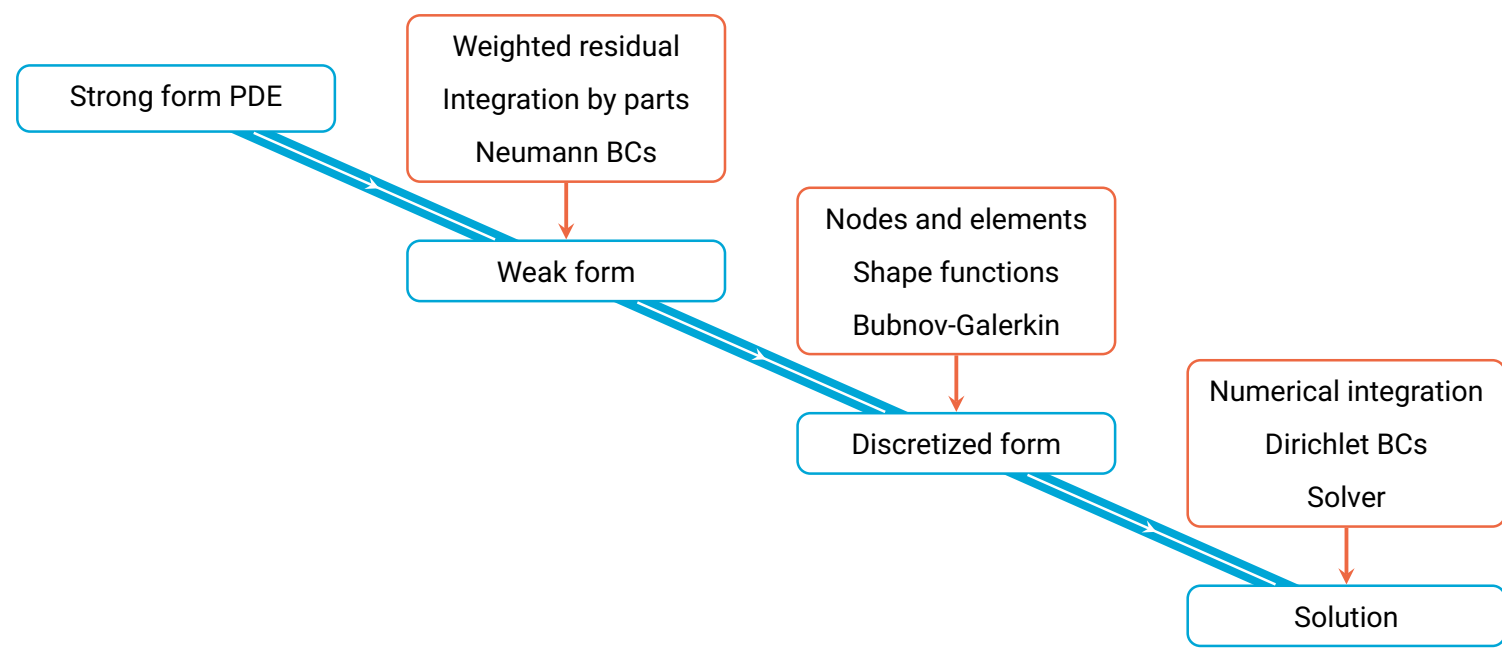 Strong form PDE
Weighted residual
Integration by parts
Neumann BCs
Weak form
Nodes and elements
Shape functions
Bubnov-Galerkin
Discretized form
Numerical integration
Dirichlet BCs
Solver
Solution